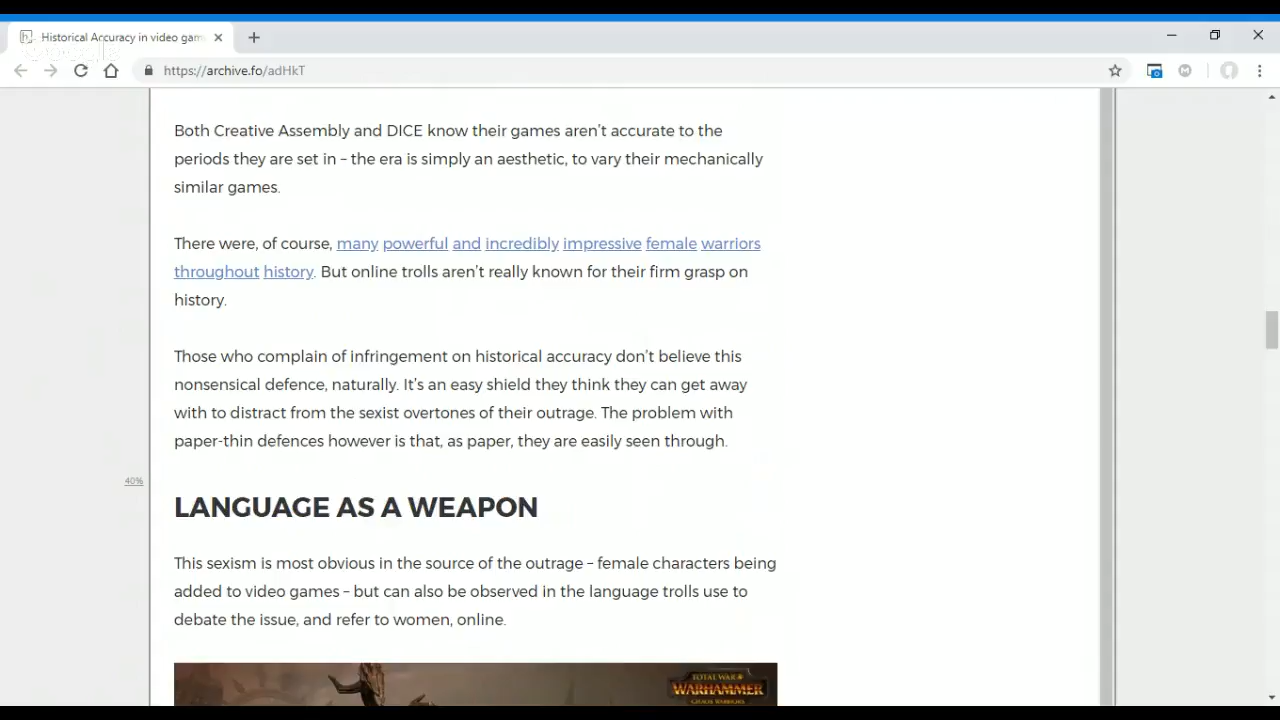 Historical Accuracy in video gam
https://archive.fo/adHkT
Both Creative Assembly and DICE know their games aren't accurate to the
periods they are set in – the era is simply an aesthetic, to vary their mechanically
similar games.
There were, of course, many powerful and incredibly impressive female warriors
throughout history. But online trolls aren't really known for their firm grasp on
history.
Those who complain of infringement on historical accuracy don't believe this
nonsensical defence, naturally. It's an easy shield they think they can get away
with to distract from the sexist overtones of their outrage. The problem with
paper-thin defences however is that, as paper, they are easily seen through.
40%
LANGUAGE AS A WEAPON
This sexism is most obvious in the source of the outrage – female characters being
added to video games – but can also be observed in the language trolls use to
debate the issue, and refer to women, online.
TOTAL WAR
WARHAMMER
CHAOS WARRIORS